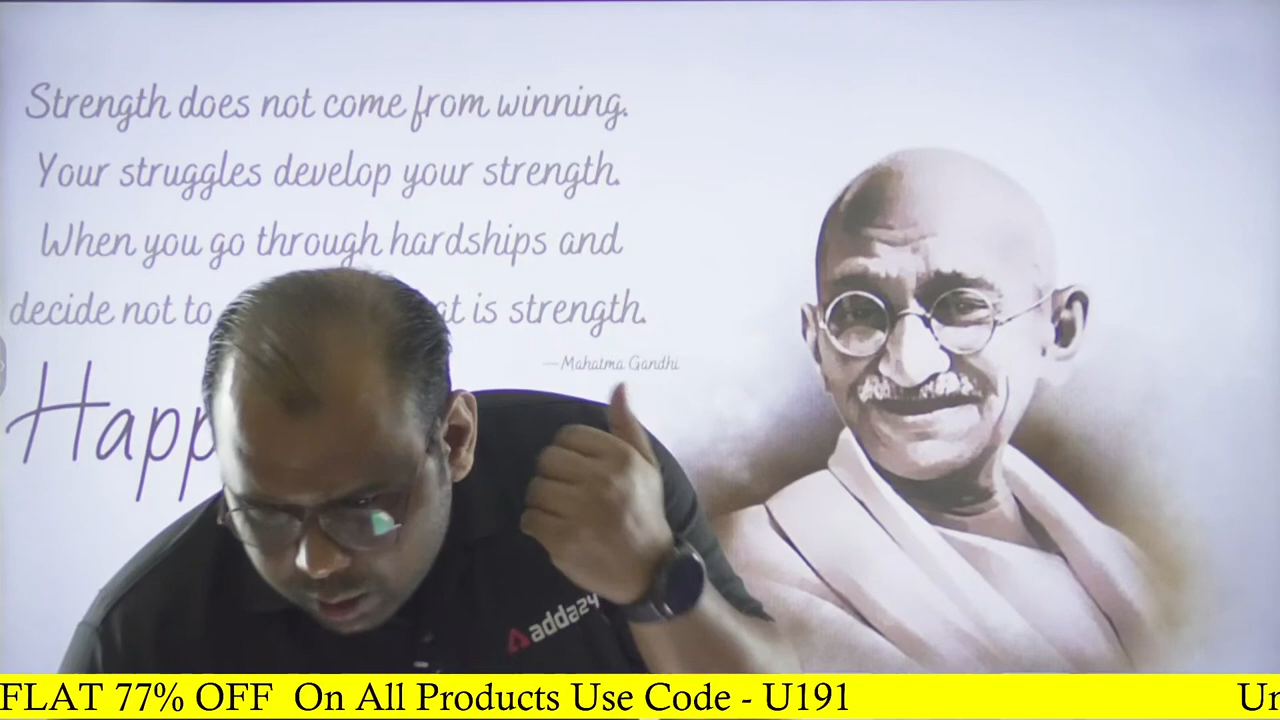 Strength does not come from winning.
Your struggles develop your strength.
When you go through hardships and
decide not to at is strength.
—Mahatma Gandhi
Happ
adda24
FLAT 77% OFF On All Products Use Code - U191 Un